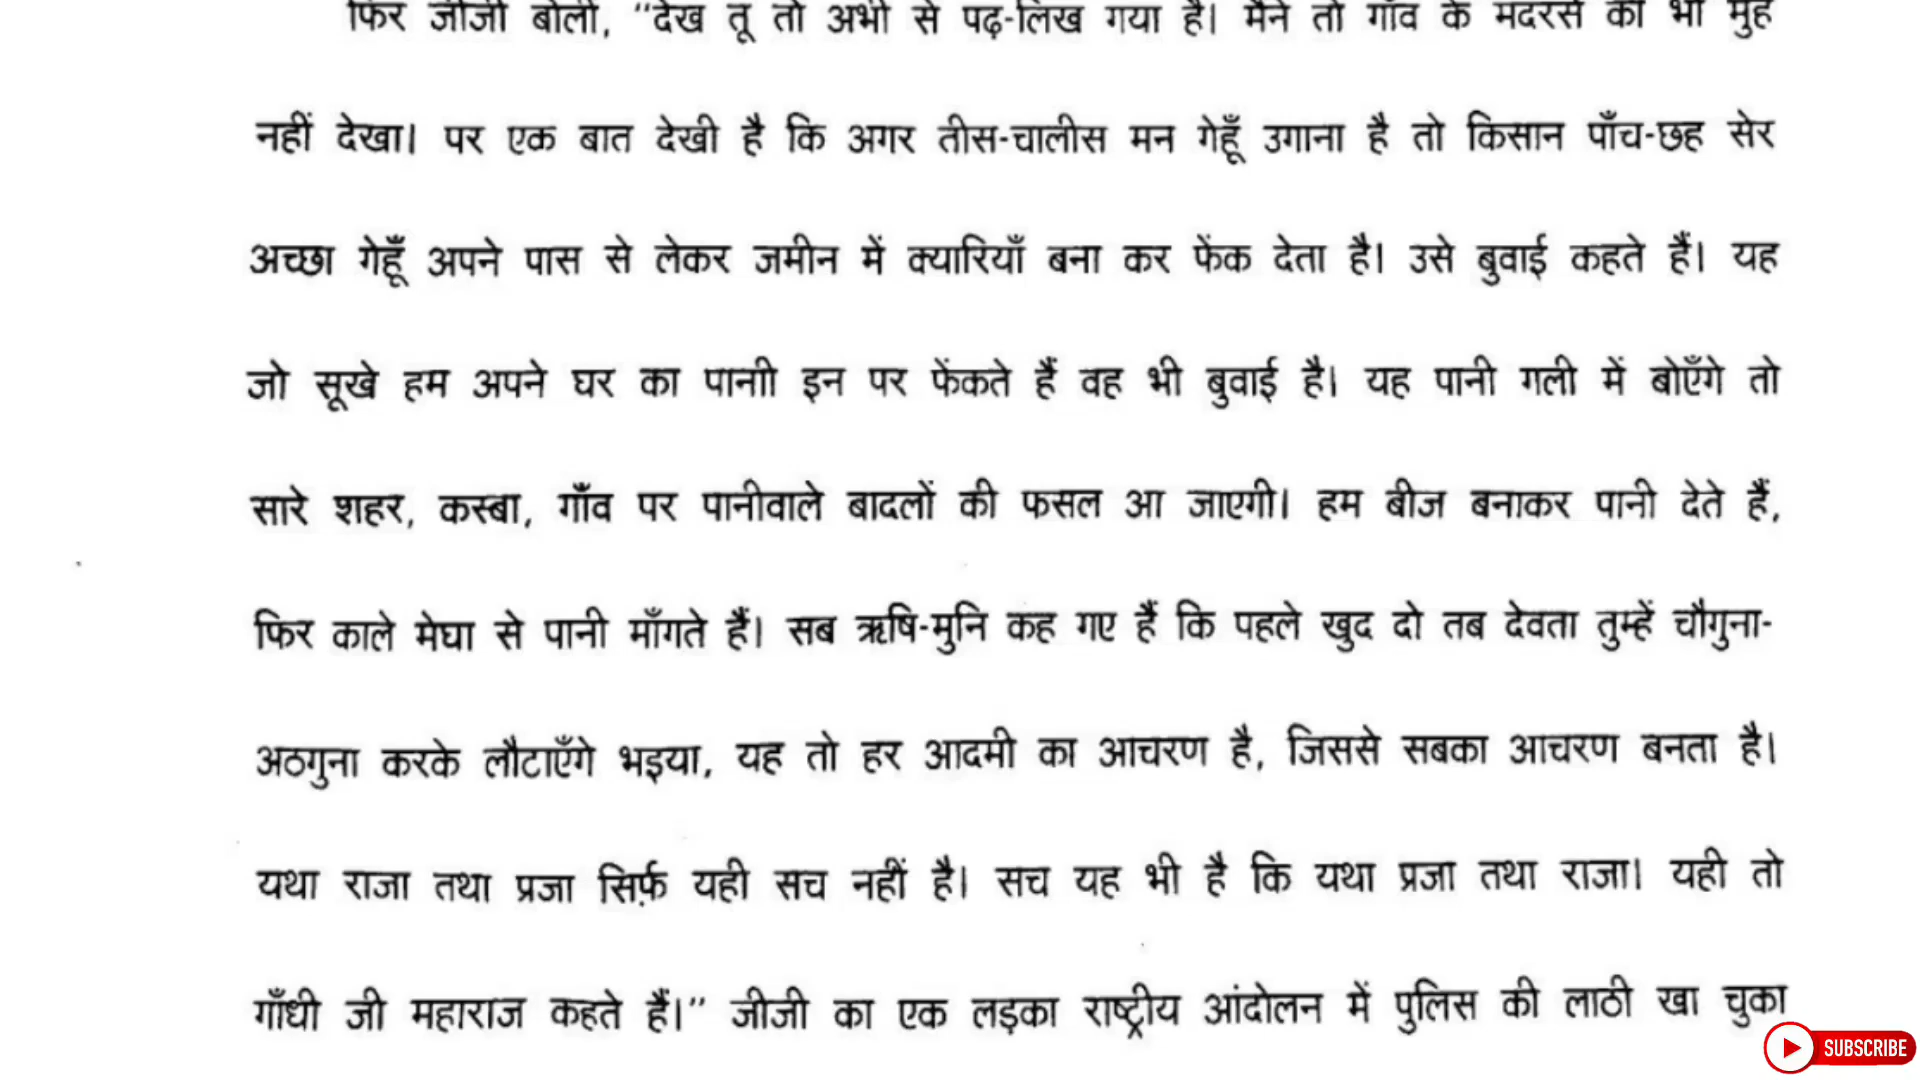 फिर जीजी बोलीं, "देख तू तो अभी से पढ़-लिख गया है। मैंने तो गाँव के मदरसे का भी मुँह
नहीं देखा। पर एक बात देखी है कि अगर तीस-चालीस मन गेहूँ उगाना है तो किसान पाँच-छह सेर
अच्छा गेहूँ अपने पास से लेकर जमीन में क्यारियाँ बना कर फेंक देता है। उसे बुवाई कहते हैं। यह
जो सूखे हम अपने घर का पानाी इन पर फेंकते हैं वह भी बुवाई है। यह पानी गली में बोएँगे तो
सारे शहर, कस्बा, गाँव पर पानीवाले बादलों की फसल आ जाएगी। हम बीज बनाकर पानी देते हैं,
फिर काले मेघा से पानी माँगते हैं। सब ऋषि-मुनि कह गए हैं कि पहले खुद दो तब देवता तुम्हें चौगुना-
अठगुना करके लौटाएँगे भइया, यह तो हर आदमी का आचरण है, जिससे सबका आचरण बनता है।
यथा राजा तथा प्रजा सिर्फ़ यही सच नहीं है। सच यह भी है कि यथा प्रजा तथा राजा। यही तो
गाँधी जी महाराज कहते हैं।" जीजी का एक लड़का राष्ट्रीय आंदोलन में पुलिस की लाठी खा चुका
SUBSCRIBE